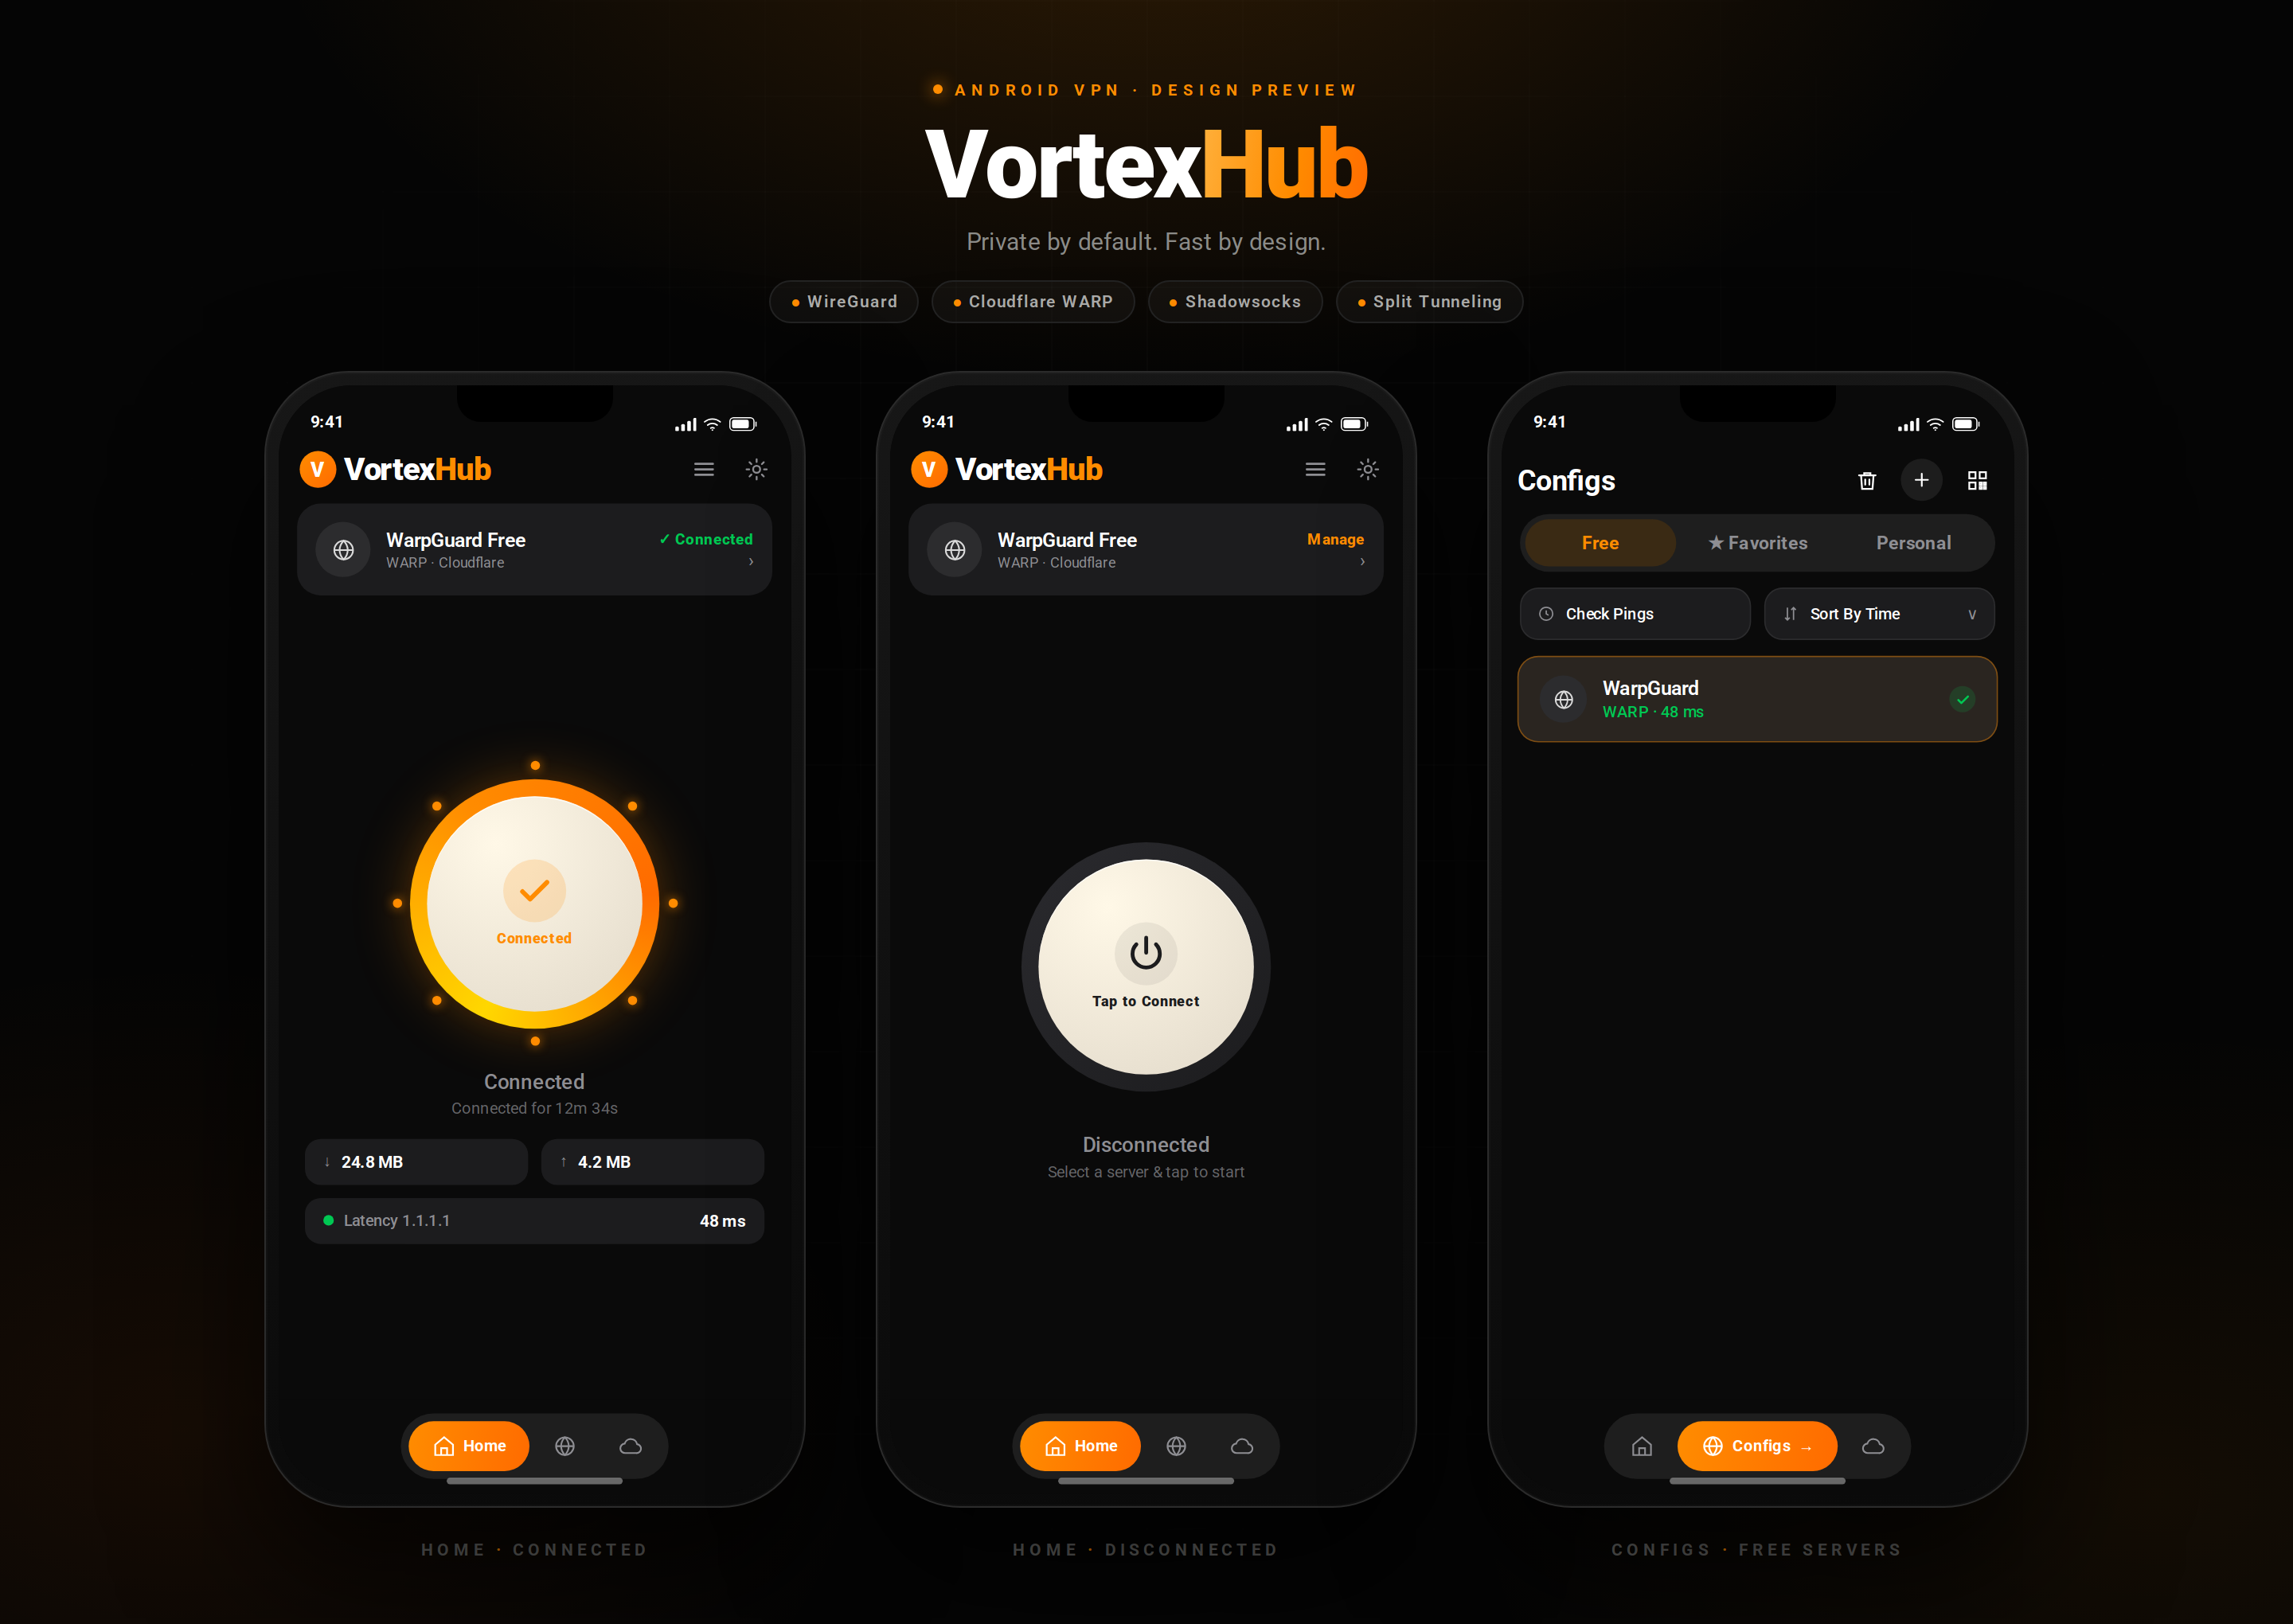 ANDROID VPN · DESIGN PREVIEW
VortexHub
Private by default. Fast by design.
WireGuard
Cloudflare WARP
Shadowsocks
Split Tunneling
9:41
V VortexHub
WarpGuard Free
WARP · Cloudflare
✓ Connected
›
Connected
Connected
Connected for 12m 34s
↓ 24.8 MB
↑ 4.2 MB
Latency 1.1.1.1
48 ms
Home
HOME · CONNECTED
9:41
V VortexHub
WarpGuard Free
WARP · Cloudflare
Manage
›
Tap to Connect
Disconnected
Select a server & tap to start
Home
HOME · DISCONNECTED
9:41
Configs
Free
★ Favorites
Personal
Check Pings
Sort By Time
WarpGuard
WARP · 48 ms
Configs →
CONFIGS · FREE SERVERS